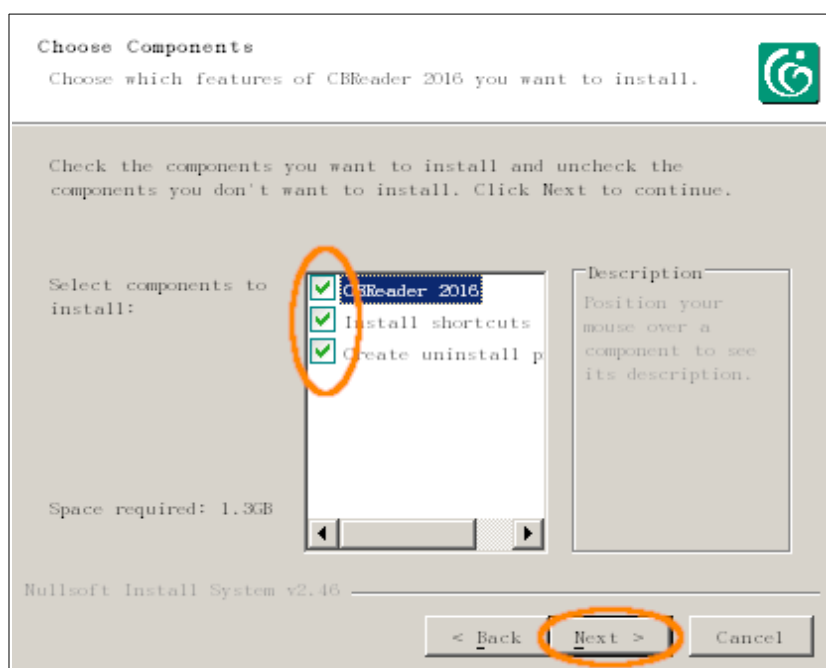 Choose Components
Choose which features of CBReader 2016 you want to install.
Check the components you want to install and uncheck the
components you don't want to install. Click Next to continue.
Select components to
install:
CBReader 2016
Install shortcuts
Create uninstall p
Description
Position your
mouse over a
component to see
its description.
Space required: 1.3GB
Nullsoft Install System v2.46
< Back
Next >
Cancel